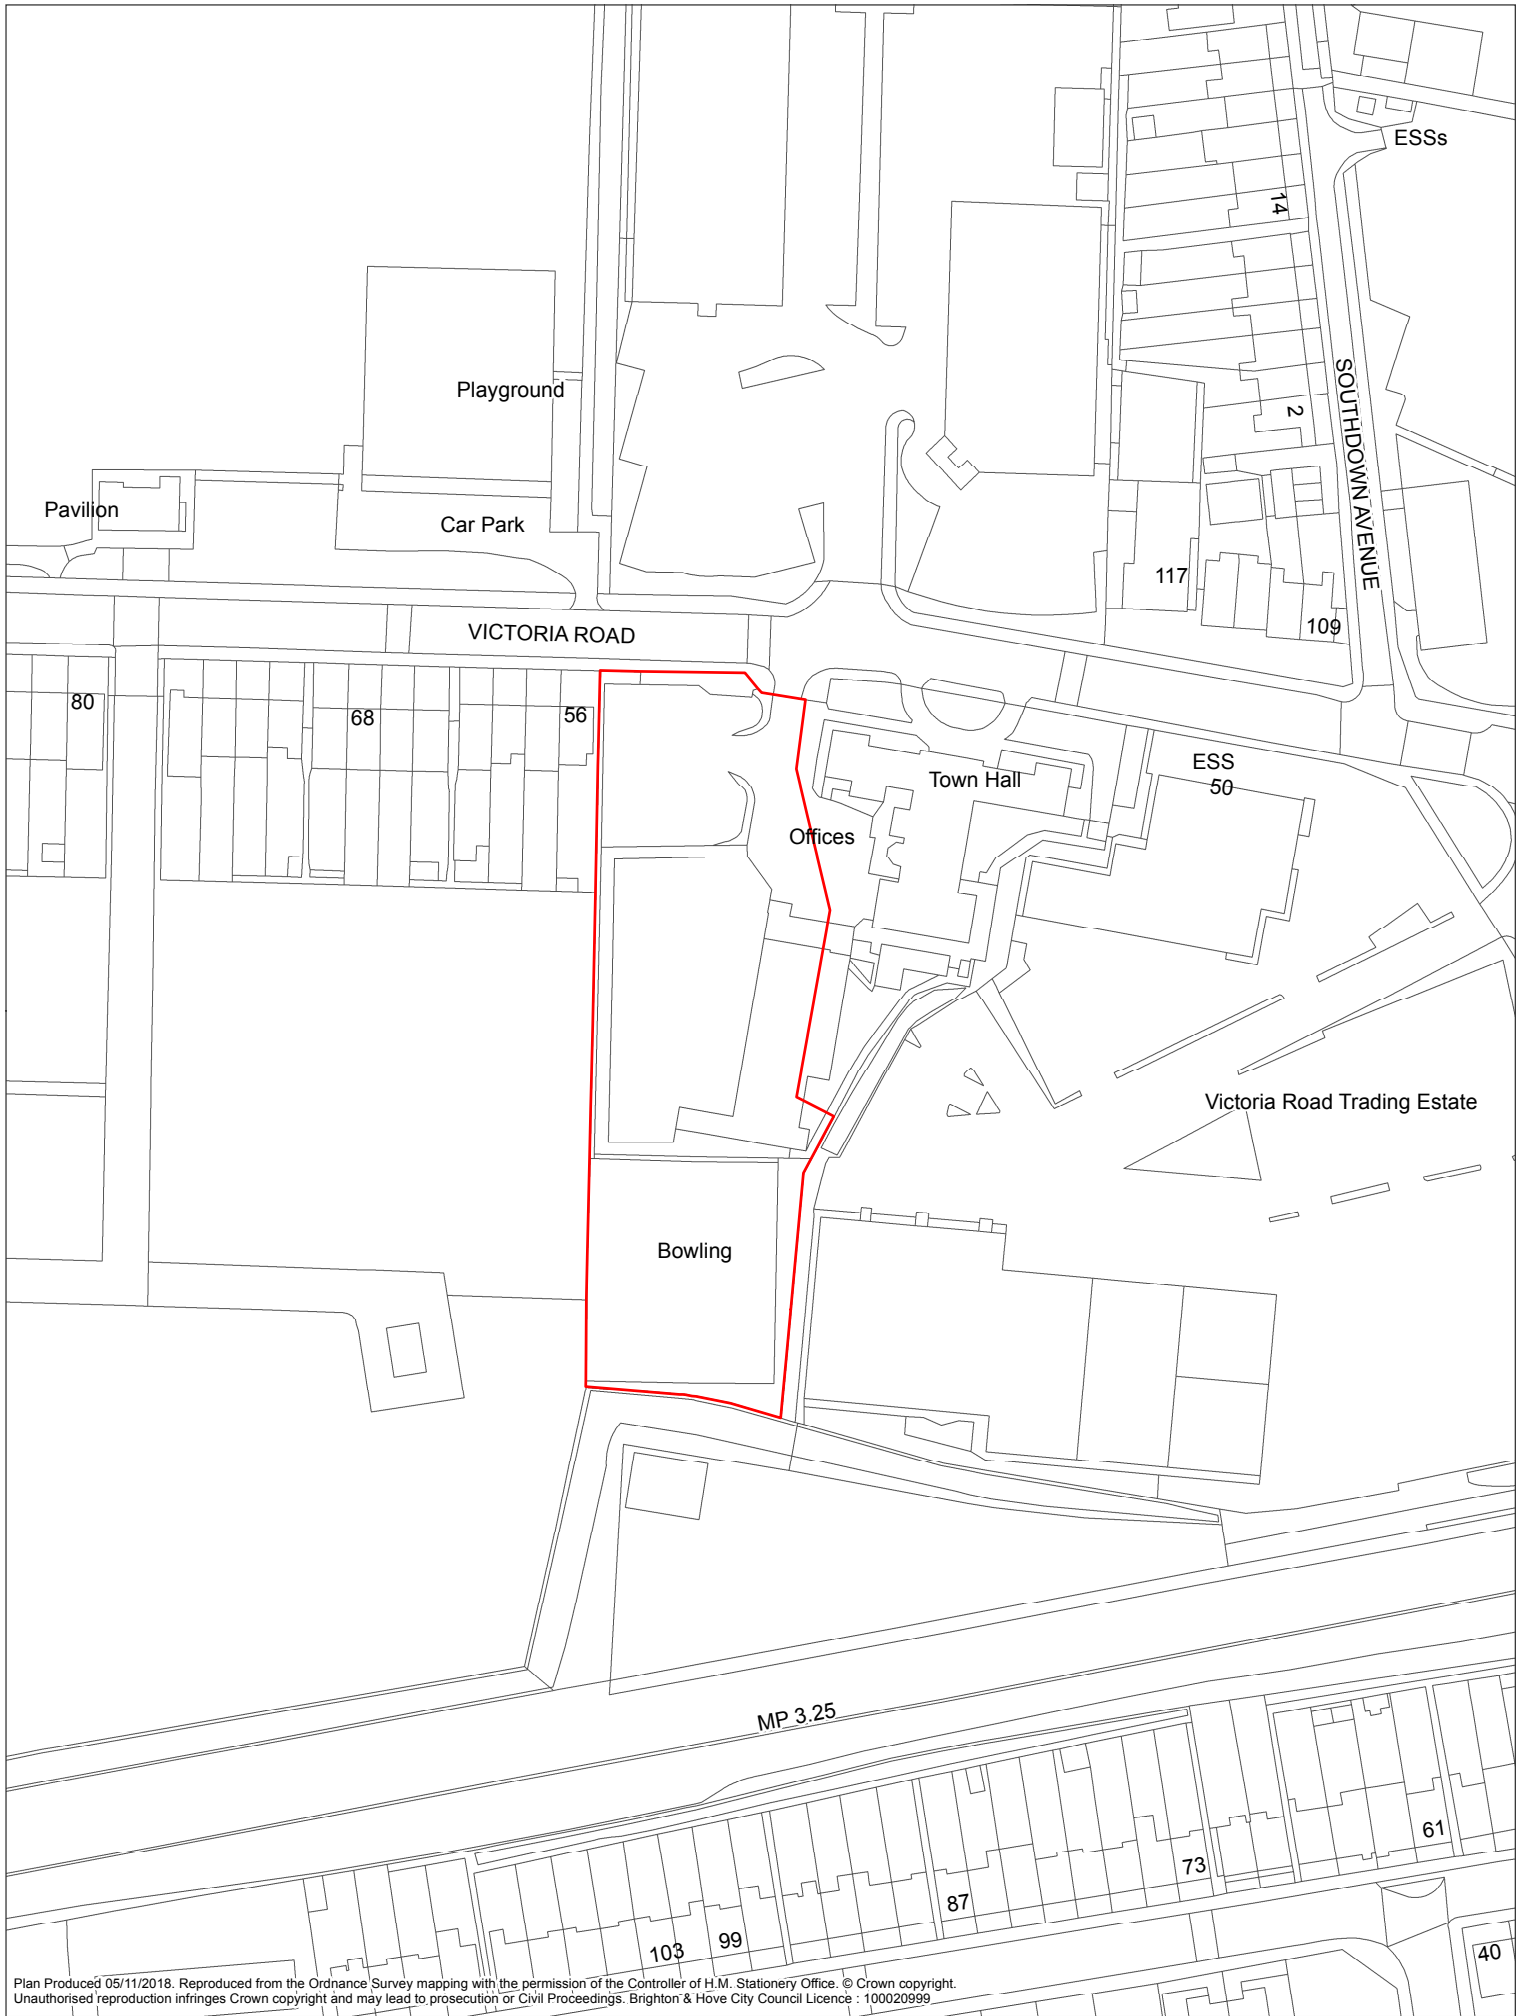 ESSs
14
SOUTHDOWN AVENUE
2
Playground
Pavilion
Car Park
117
109
VICTORIA ROAD
80
68
56
ESS
50
Town Hall
Offices
Victoria Road Trading Estate
Bowling
MP 3.25
61
73
87
99
103
40
Plan Produced 05/11/2018. Reproduced from the Ordnance Survey mapping with the permission of the Controller of H.M. Stationery Office. © Crown copyright.
Unauthorised reproduction infringes Crown copyright and may lead to prosecution or Civil Proceedings. Brighton & Hove City Council Licence : 100020999